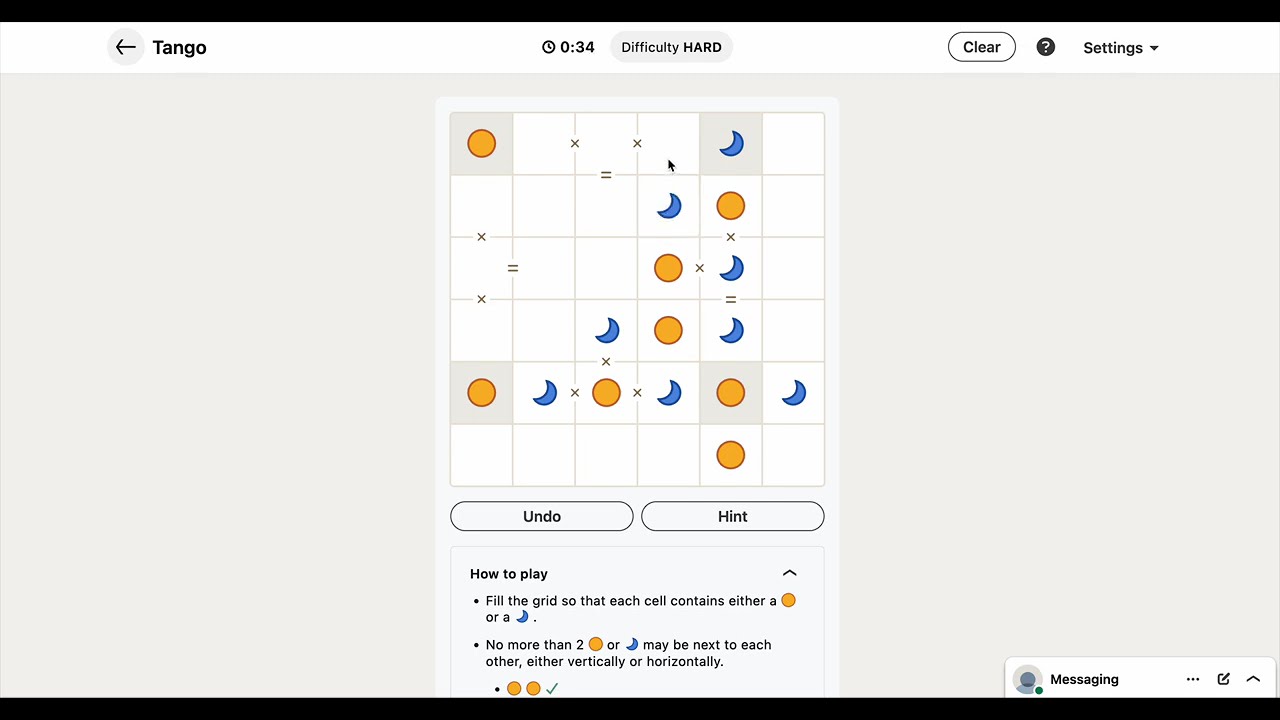 Tango
0:34
Difficulty HARD
Clear
?
Settings
× ×
=
× ×
= ×
× =
×
× ×
Undo
Hint
How to play
• Fill the grid so that each cell contains either a
or a .
• No more than 2 or may be next to each
other, either vertically or horizontally.
•
Messaging